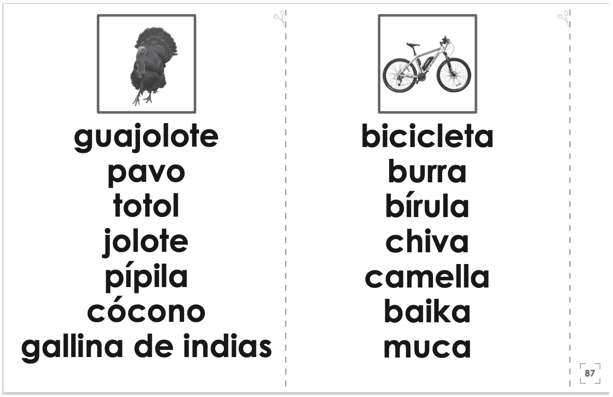 guajolote
pavo
totol
jolote
pípila
cócono
gallina de indias
bicicleta
burra
bírula
chiva
camella
baika
muca
87